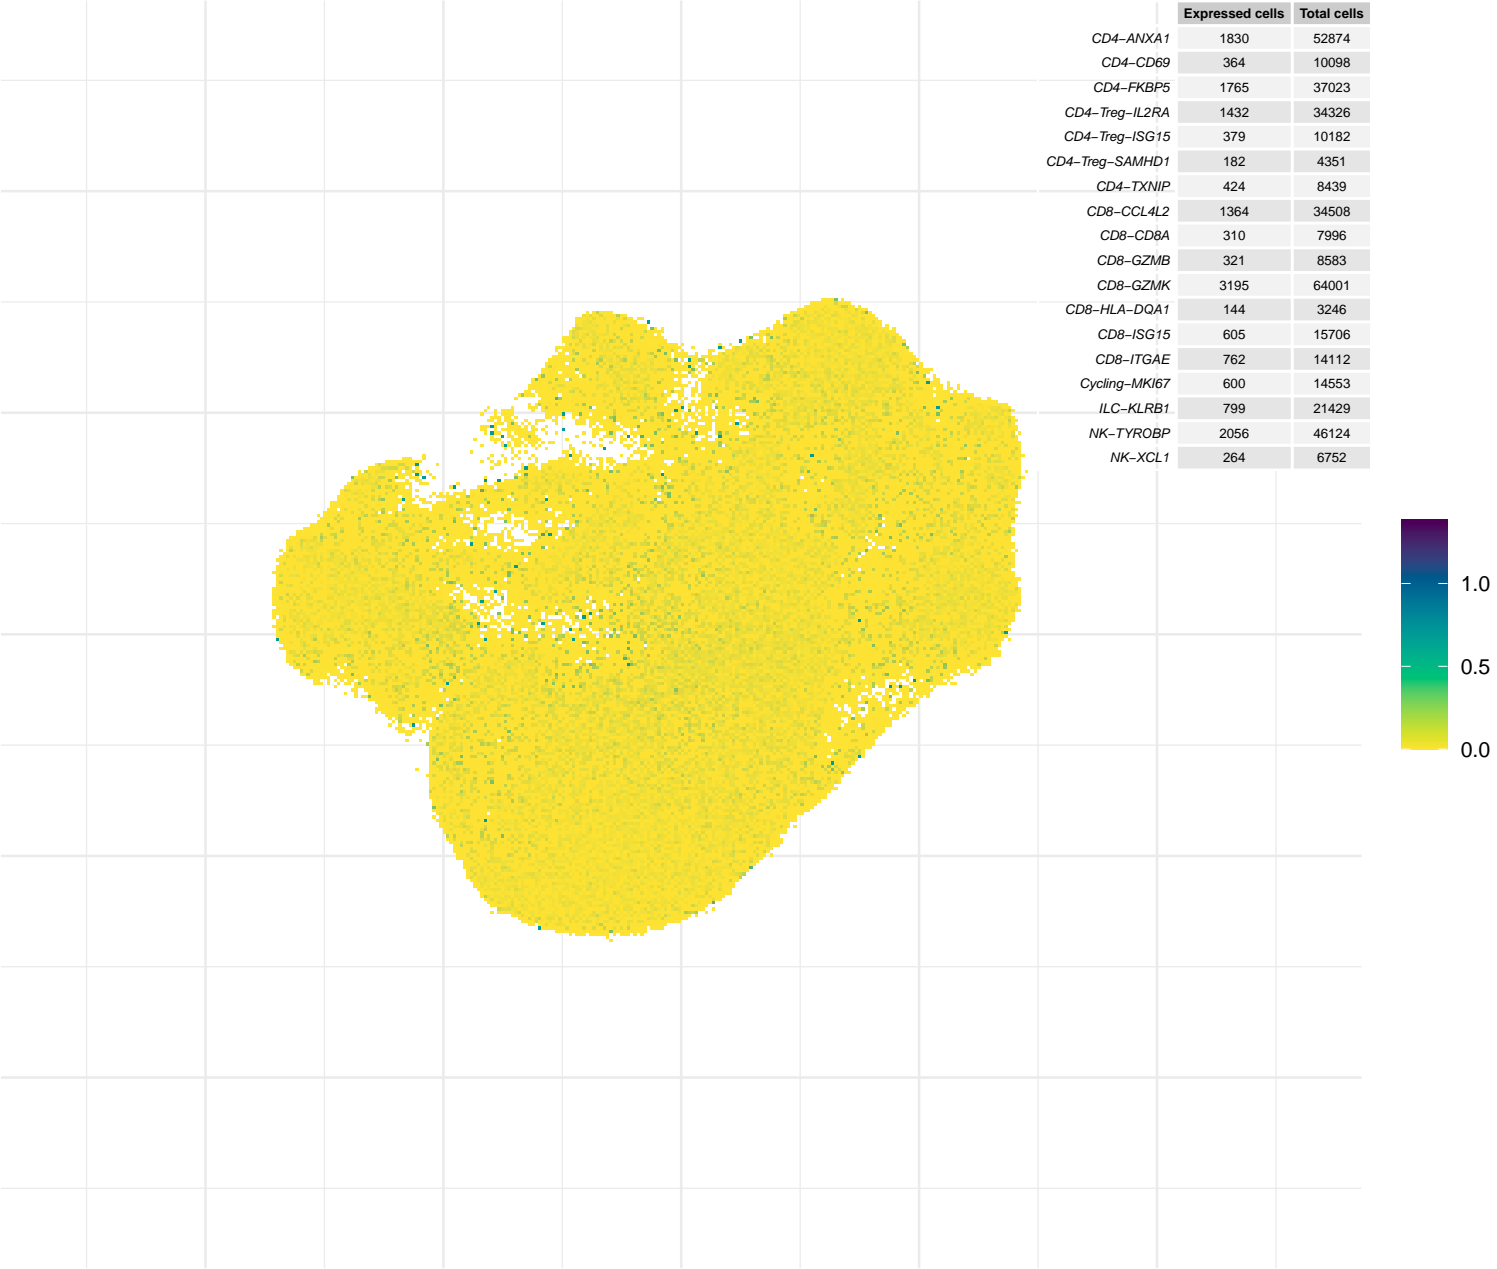 Expressed cells Total cells
CD4−ANXA1 1830 52874
CD4−CD69 364 10098
CD4−FKBP5 1765 37023
CD4−Treg−IL2RA 1432 34326
CD4−Treg−ISG15 379 10182
CD4−Treg−SAMHD1 182 4351
CD4−TXNIP 424 8439
CD8−CCL4L2 1364 34508
CD8−CD8A 310 7996
CD8−GZMB 321 8583
CD8−GZMK 3195 64001
CD8−HLA−DQA1 144 3246
CD8−ISG15 605 15706
CD8−ITGAE 762 14112
Cycling−MKI67 600 14553
ILC−KLRB1 799 21429
NK−TYROBP 2056 46124
NK−XCL1 264 6752
1.0
0.5
0.0